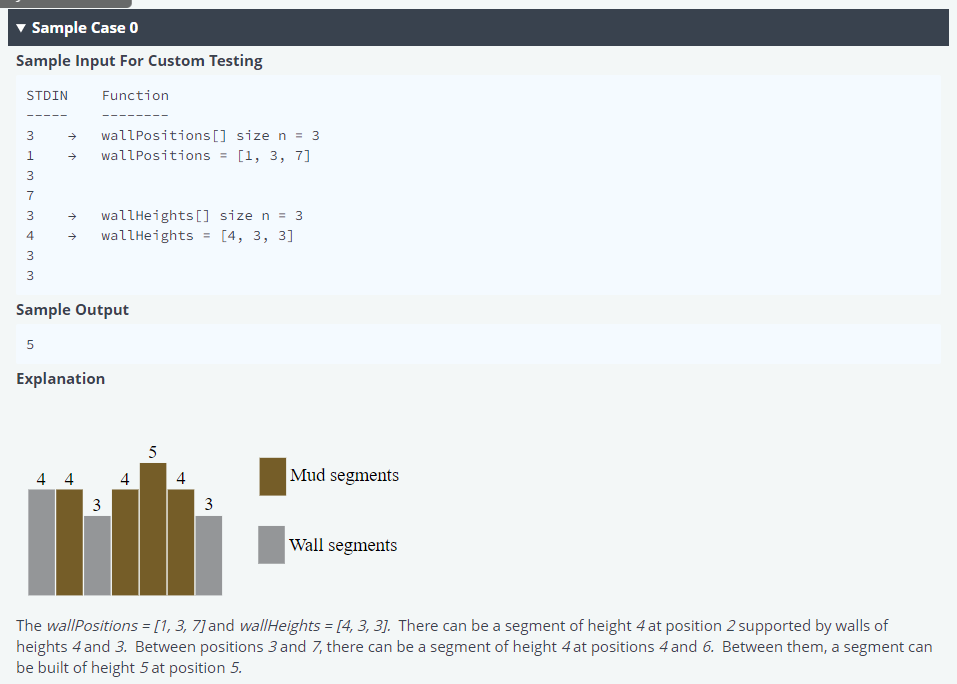 ▼ Sample Case 0
Sample Input For Custom Testing
STDIN Function
----- --------
3 → wallPositions[] size n = 3
1 → wallPositions = [1, 3, 7]
3
7
3 → wallHeights[] size n = 3
4 → wallHeights = [4, 3, 3]
3
3
Sample Output
5
Explanation
5
4 4 4 4
3 3
Mud segments
Wall segments
The wallPositions = [1, 3, 7] and wallHeights = [4, 3, 3]. There can be a segment of height 4 at position 2 supported by walls of
heights 4 and 3. Between positions 3 and 7, there can be a segment of height 4 at positions 4 and 6. Between them, a segment can
be built of height 5 at position 5.